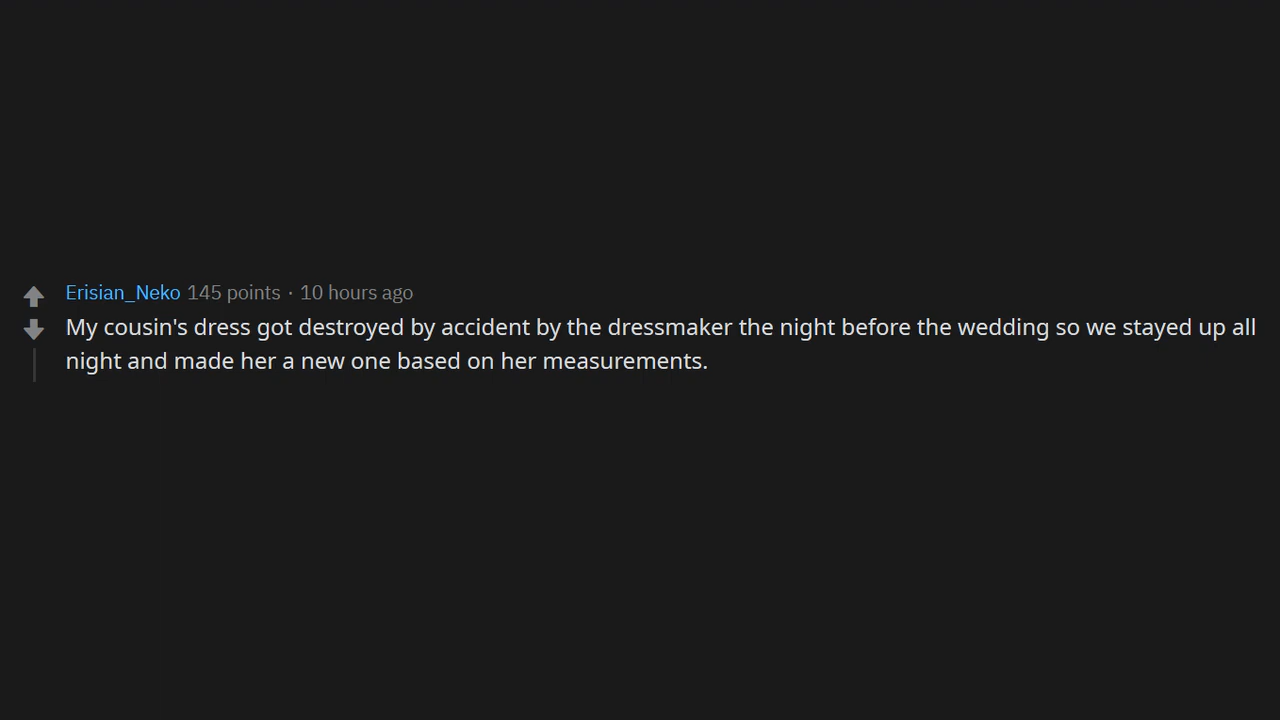 Erisian_Neko 145 points · 10 hours ago
My cousin's dress got destroyed by accident by the dressmaker the night before the wedding so we stayed up all
night and made her a new one based on her measurements.